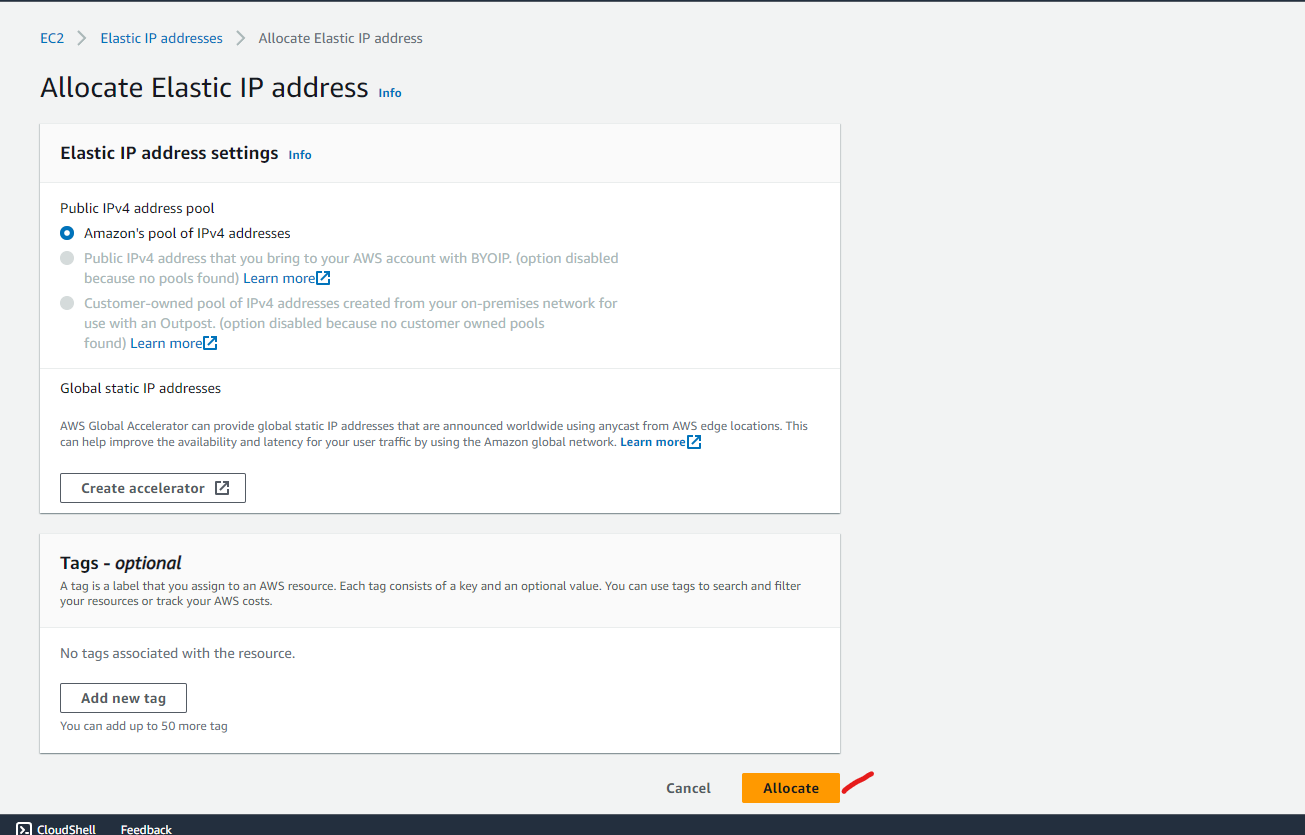 EC2 Elastic IP addresses Allocate Elastic IP address
Allocate Elastic IP address Info
Elastic IP address settings Info
Public IPv4 address pool
Amazon's pool of IPv4 addresses
Public IPv4 address that you bring to your AWS account with BYOIP. (option disabled
because no pools found) Learn more
Customer-owned pool of IPv4 addresses created from your on-premises network for
use with an Outpost. (option disabled because no customer owned pools
found) Learn more
Global static IP addresses
AWS Global Accelerator can provide global static IP addresses that are announced worldwide using anycast from AWS edge locations. This
can help improve the availability and latency for your user traffic by using the Amazon global network. Learn more
Create accelerator
Tags - optional
A tag is a label that you assign to an AWS resource. Each tag consists of a key and an optional value. You can use tags to search and filter
your resources or track your AWS costs.
No tags associated with the resource.
Add new tag
You can add up to 50 more tag
Cancel Allocate
CloudShell Feedback